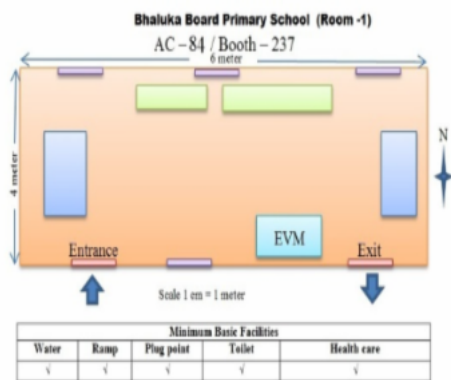 Bhaluka Board Primary School (Room -1)
AC – 84 / Booth – 237
6 meter
4 meter
N
EVM
Entrance
Exit
Scale 1 cm = 1 meter
Minimum Basic Facilities
Water Ramp Plug point Toilet Health care
√ √ √ √ √